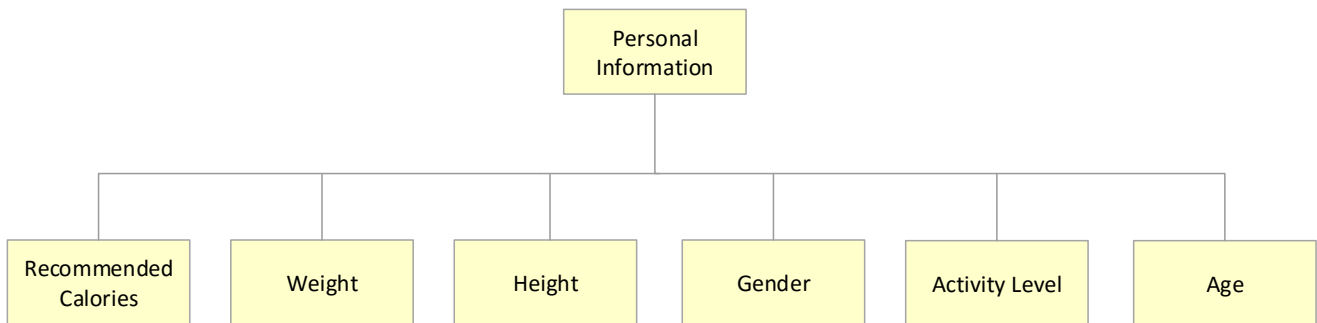 Personal
Information
Recommended
Calories
Weight
Height
Gender
Activity Level
Age